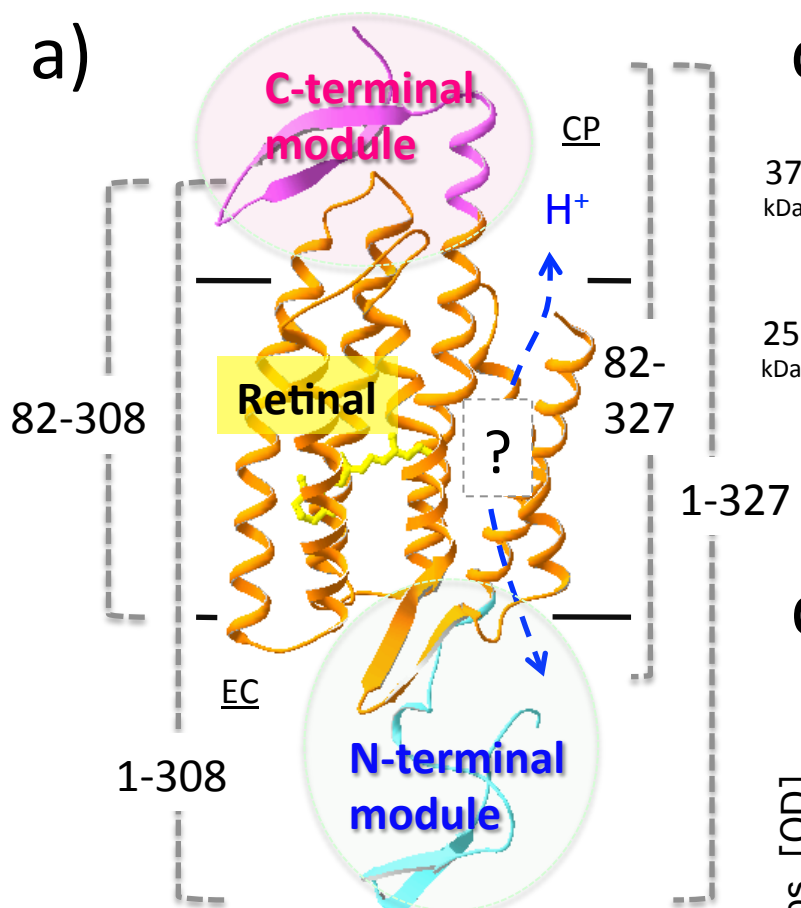 a)
C-terminal
module
CP
37
kDa
H⁺
25
kDa
82-
327
Retinal
82-308
?
1-327
EC
1-308
N-terminal
module
[OD]